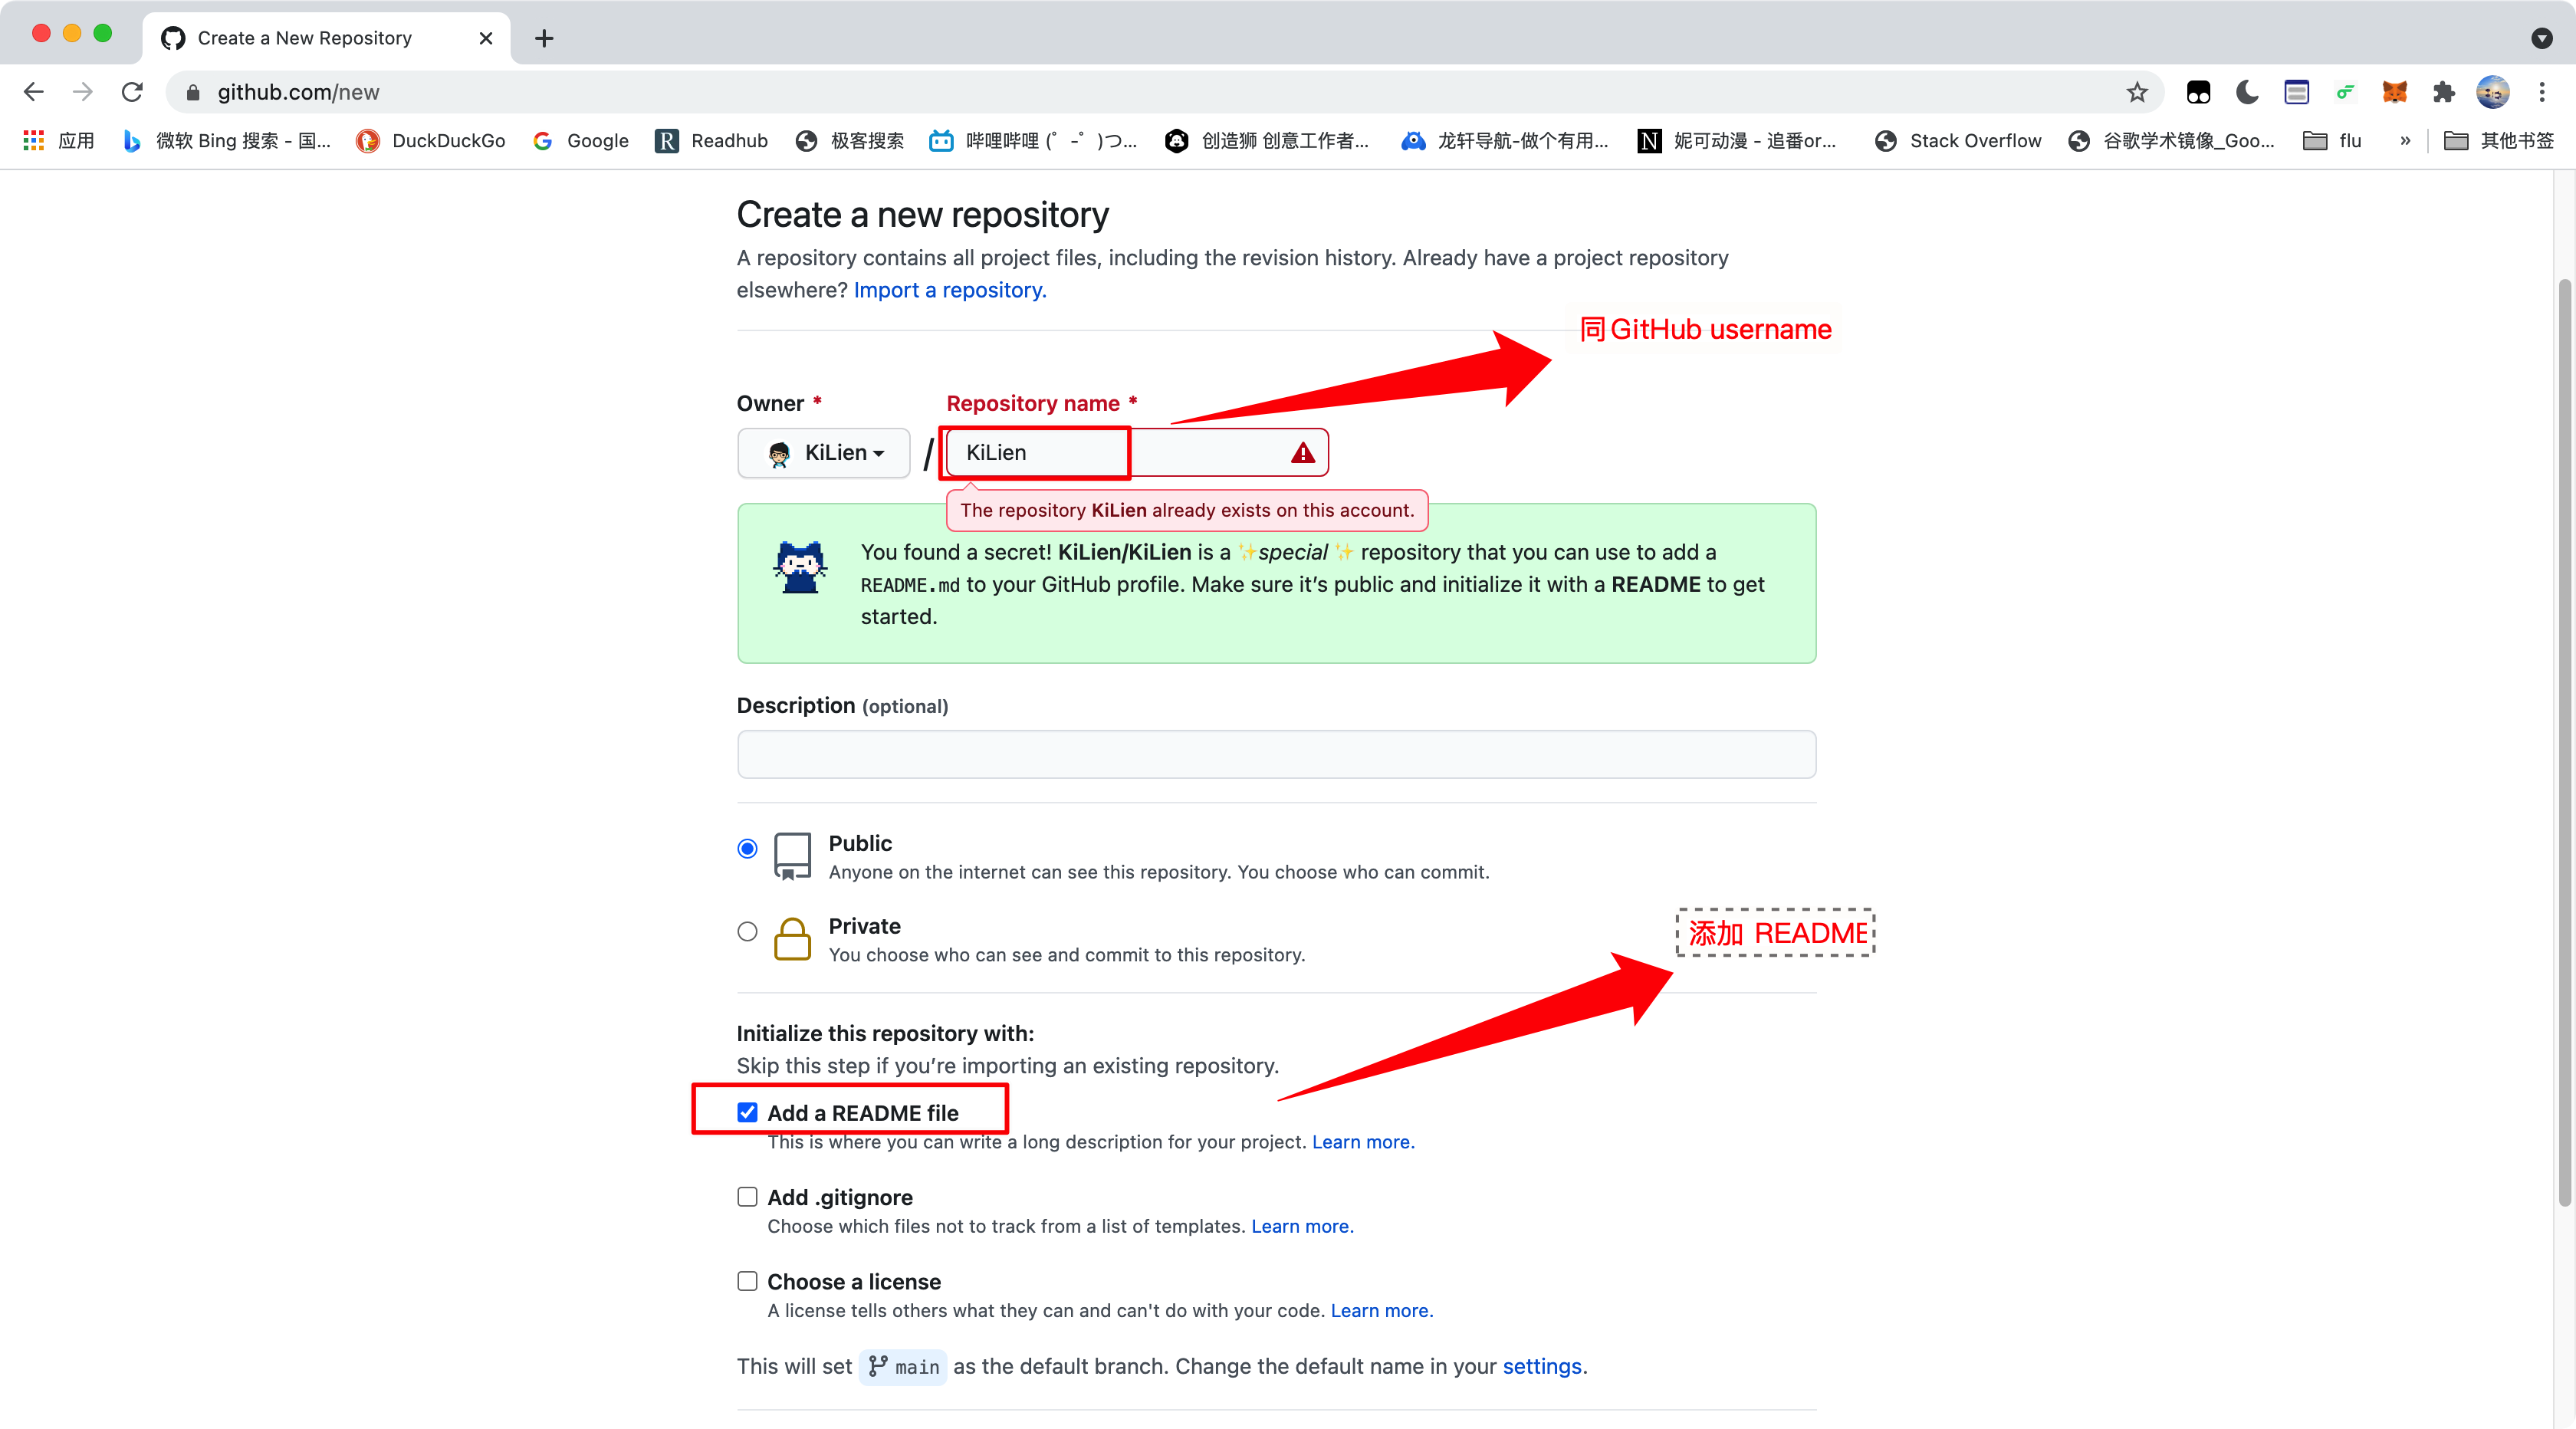 Create a New Repository
github.com/new
应用 微软 Bing 搜索 - 国... DuckDuckGo Google Readhub 极客搜索 哔哩哔哩 (゜-゜)つ... 创造狮 创意工作者... 龙轩导航-做个有用... 妮可动漫 - 追番or... Stack Overflow 谷歌学术镜像_Goo... flu » 其他书签
Create a new repository
A repository contains all project files, including the revision history. Already have a project repository
elsewhere? Import a repository.
同GitHub username
Owner * Repository name *
KiLien / KiLien
The repository KiLien already exists on this account.
You found a secret! KiLien/KiLien is a ✨special ✨ repository that you can use to add a
README.md to your GitHub profile. Make sure it’s public and initialize it with a README to get
started.
Description (optional)
Public
Anyone on the internet can see this repository. You choose who can commit.
Private
You choose who can see and commit to this repository.
添加 README
Initialize this repository with:
Skip this step if you’re importing an existing repository.
Add a README file
This is where you can write a long description for your project. Learn more.
Add .gitignore
Choose which files not to track from a list of templates. Learn more.
Choose a license
A license tells others what they can and can't do with your code. Learn more.
This will set main as the default branch. Change the default name in your settings.